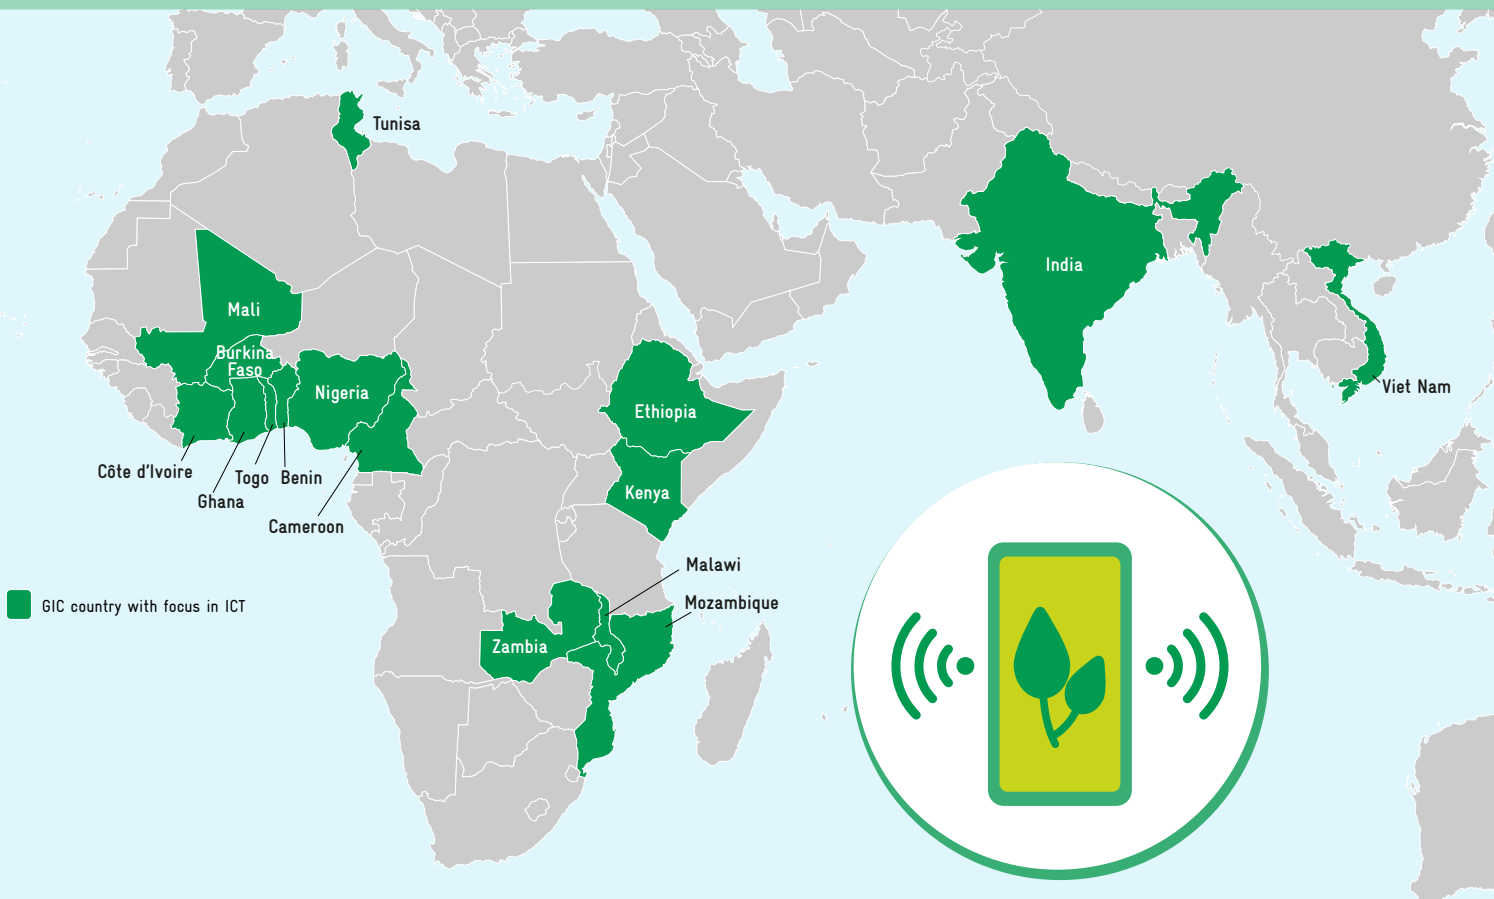 Tunisa
India
Mali
Burkina
Faso
Nigeria
Viet Nam
Ethiopia
Côte d'Ivoire
Togo
Benin
Ghana
Kenya
Cameroon
Malawi
Mozambique
GIC country with focus in ICT
Zambia